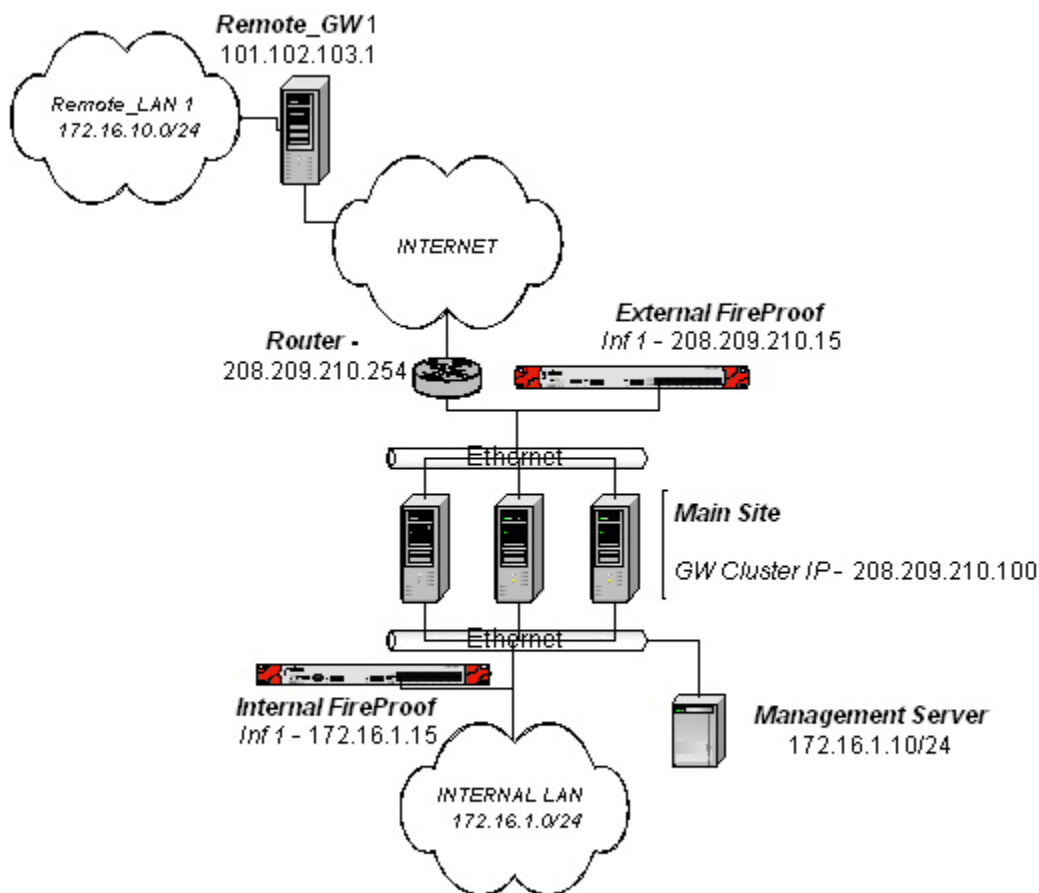 Remote_GW 1
101.102.103.1
Remote_LAN 1
172.16.10.0/24
INTERNET
External FireProof
Inf 1 - 208.209.210.15
Router -
208.209.210.254
Ethernet
Main Site
GW Cluster IP - 208.209.210.100
Ethernet
Internal FireProof
Inf 1 - 172.16.1.15
Management Server
172.16.1.10/24
INTERNAL LAN
172.16.1.0/24